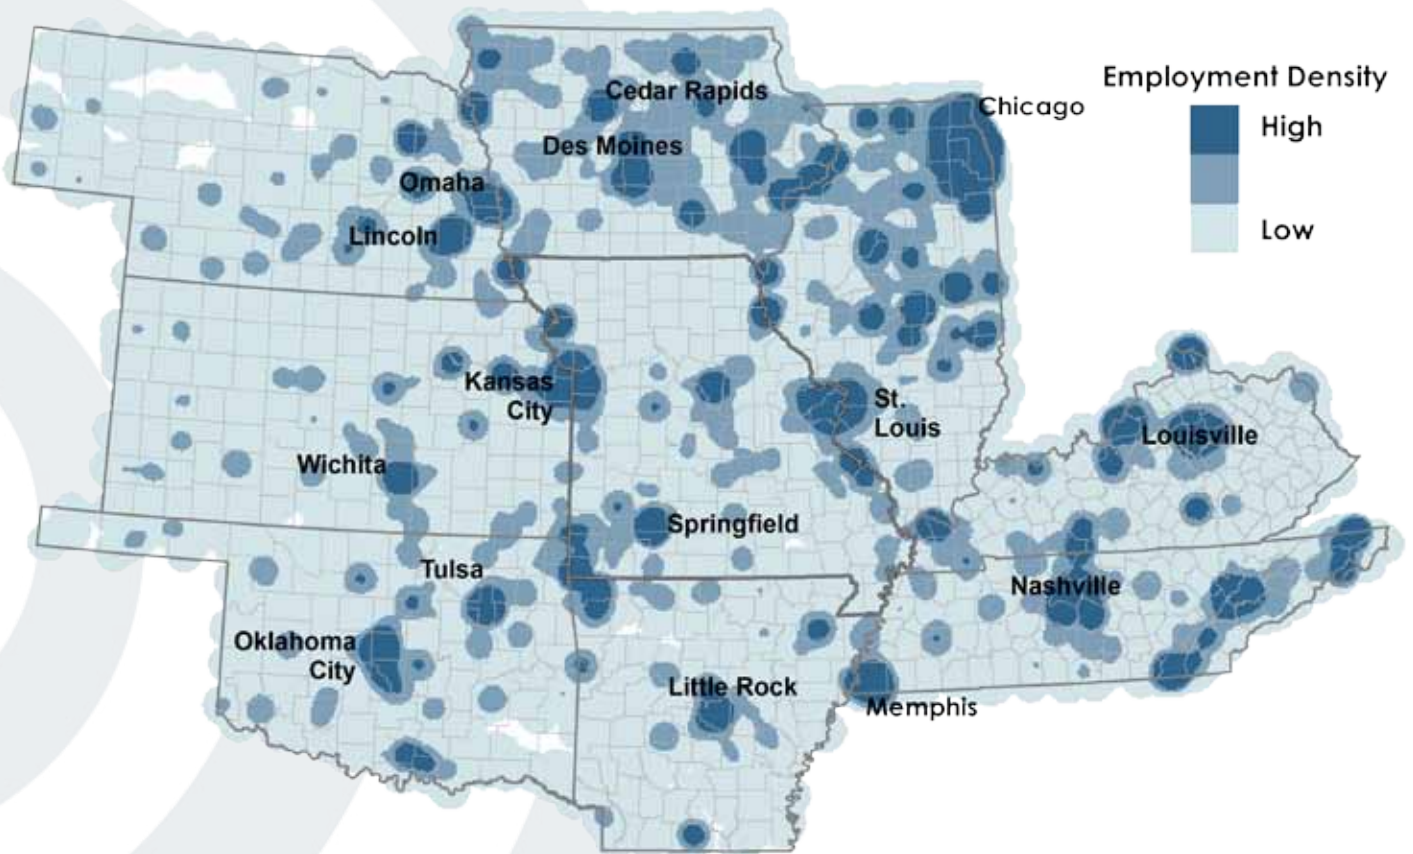 Employment Density
High
Low
Chicago
Cedar Rapids
Des Moines
Omaha
Lincoln
Kansas
City
St.
Louis
Louisville
Wichita
Springfield
Tulsa
Nashville
Oklahoma
City
Little Rock
Memphis